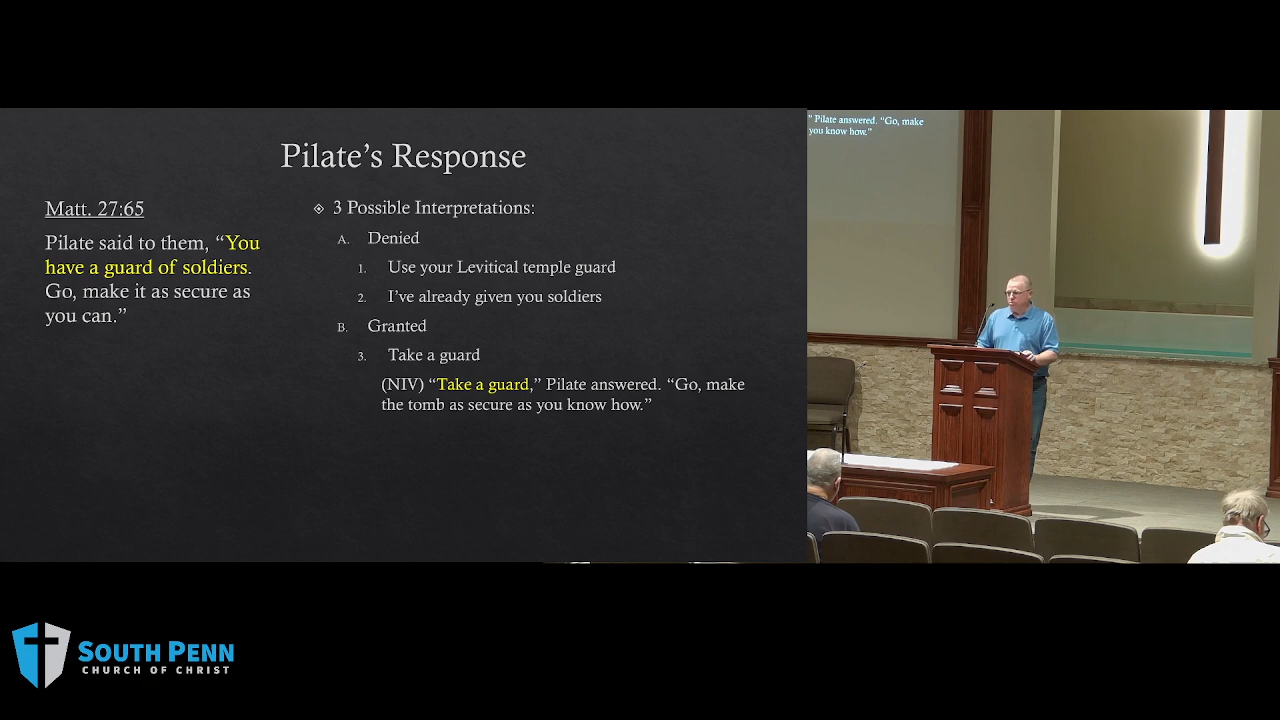 Pilate's Response
Matt. 27:65
Pilate said to them, “You
have a guard of soldiers.
Go, make it as secure as
you can.”
3 Possible Interpretations:
A. Denied
1. Use your Levitical temple guard
2. I've already given you soldiers
B. Granted
3. Take a guard
(NIV) “Take a guard,” Pilate answered. “Go, make
the tomb as secure as you know how.”
” Pilate answered. “Go, make
you know how.”
SOUTH PENN
CHURCH OF CHRIST